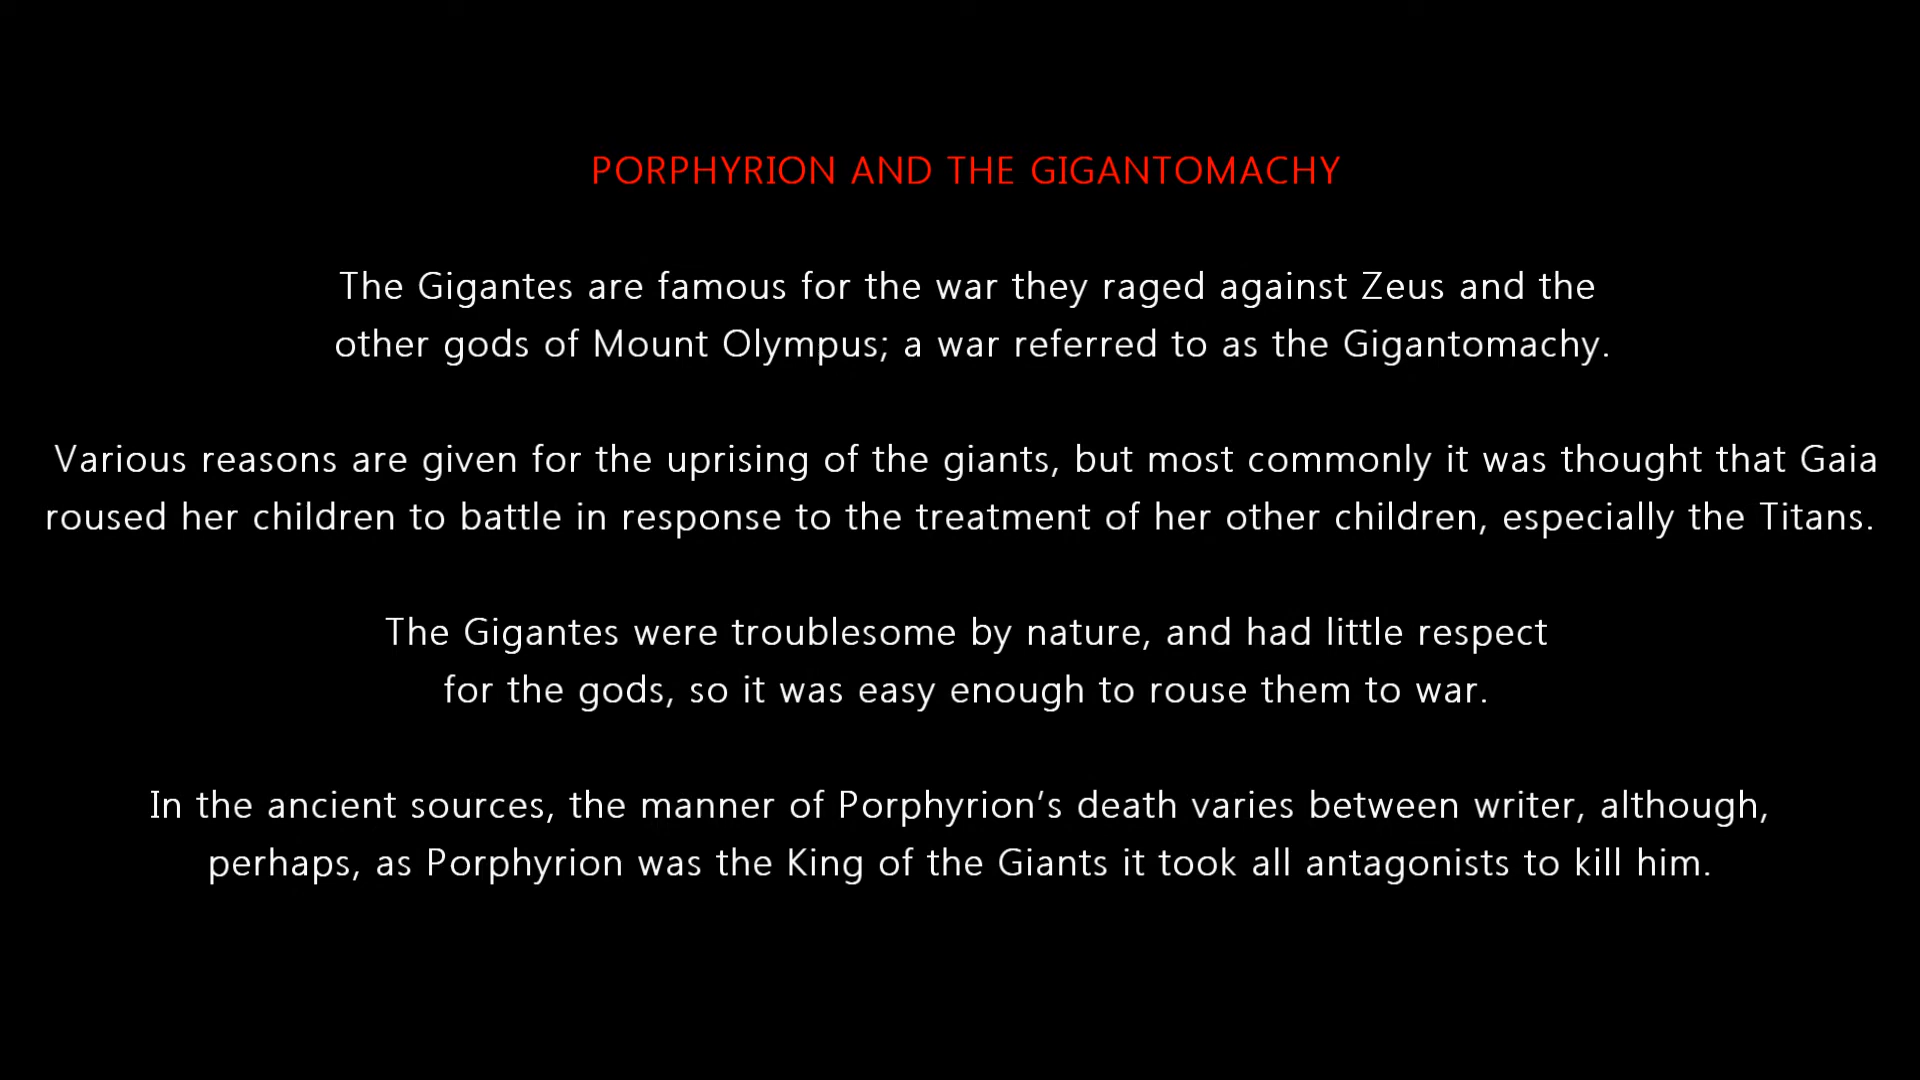 PORPHYRION AND THE GIGANTOMACHY
The Gigantes are famous for the war they raged against Zeus and the
other gods of Mount Olympus; a war referred to as the Gigantomachy.
Various reasons are given for the uprising of the giants, but most commonly it was thought that Gaia
roused her children to battle in response to the treatment of her other children, especially the Titans.
The Gigantes were troublesome by nature, and had little respect
for the gods, so it was easy enough to rouse them to war.
In the ancient sources, the manner of Porphyrion’s death varies between writer, although,
perhaps, as Porphyrion was the King of the Giants it took all antagonists to kill him.